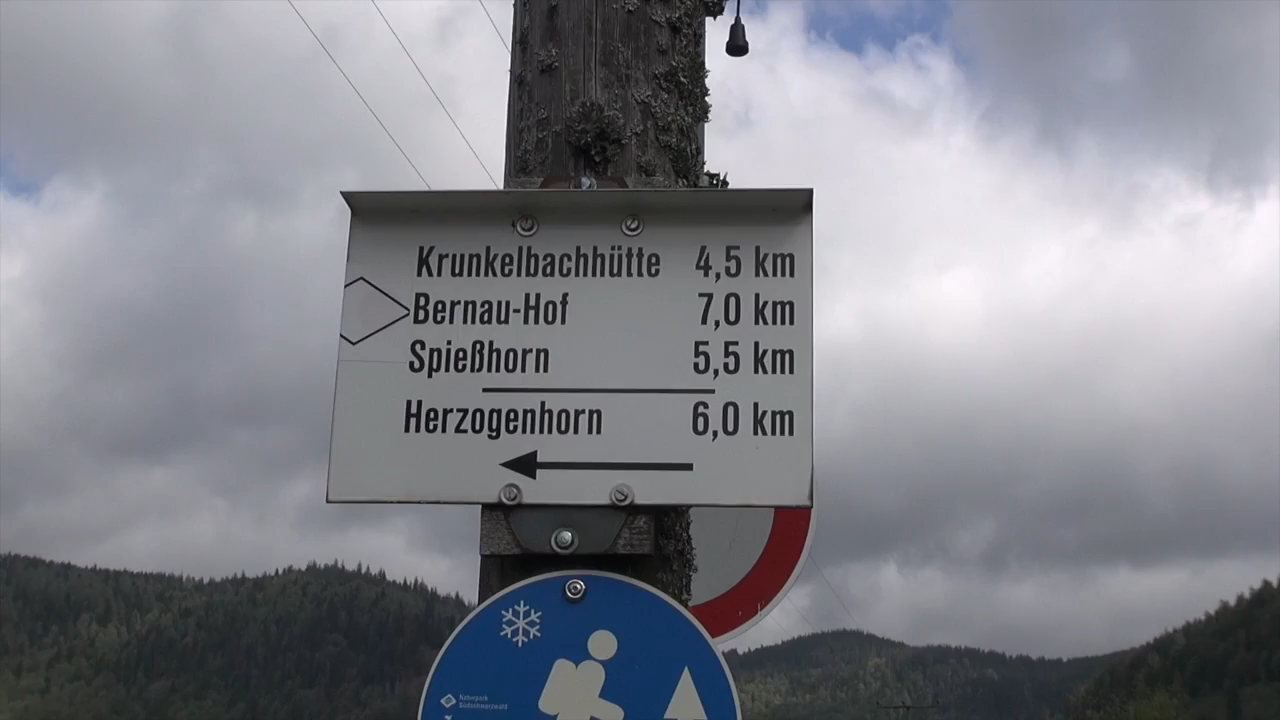 Krunkelbachhütte 4,5 km
Bernau-Hof 7,0 km
Spießhorn 5,5 km
Herzogenhorn 6,0 km
Naturpark
Südschwarzwald